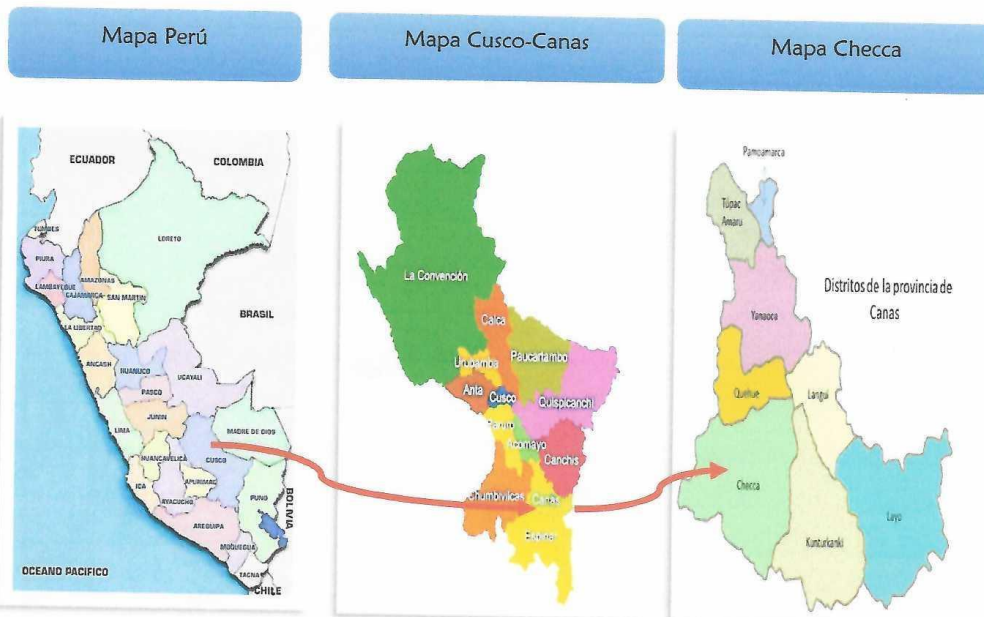 Mapa Perú
Mapa Cusco-Canas
Mapa Checca
ECUADOR
COLOMBIA
TUMBES
LORETO
PIURA
AMAZONAS
LAMBAYEQUE
CAJAMARCA
SAN MARTIN
LA LIBERTAD
BRASIL
ANCASH
HUANUCO
UCAYALI
PASCO
JUNIN
LIMA
MADRE DE DIOS
HUANCAVELICA
CUSCO
ICA
APURIMAC
AYACUCHO
PUNO
BOLIVIA
AREQUIPA
MOQUEGUA
TACNA
OCEANO PACIFICO
CHILE
La Convención
Calca
Urubamba
Paucartambo
Anta
Cusco
Quispicanchi
Paruro
Acomayo
Canchis
Chumbivilcas
Canas
Espinar
Pamoamarca
Túpac
Amaru
Distritos de la provincia de
Canas
Yanaoca
Quehue
Langui
Checca
Layo
Kunturkanki